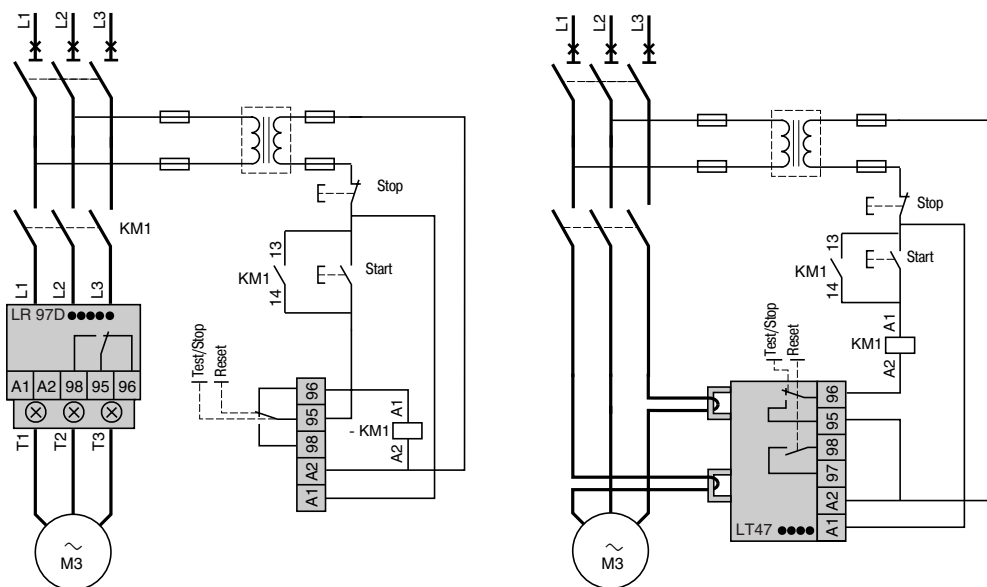 L1
L2
L3
Stop
KM1
13
KM1
14
Start
L1
L2
L3
LR 97D ●●●●●
A1 A2 98 95 96
T1
T2
T3
M3
Test/Stop
Reset
96
95
98
A2
A1
A1
- KM1
A2
L1
L2
L3
Stop
13
KM1
14
Start
Test/Stop
Reset
A1
KM1
A2
96
95
98
97
A2
A1
LT47 ●●●●
M3